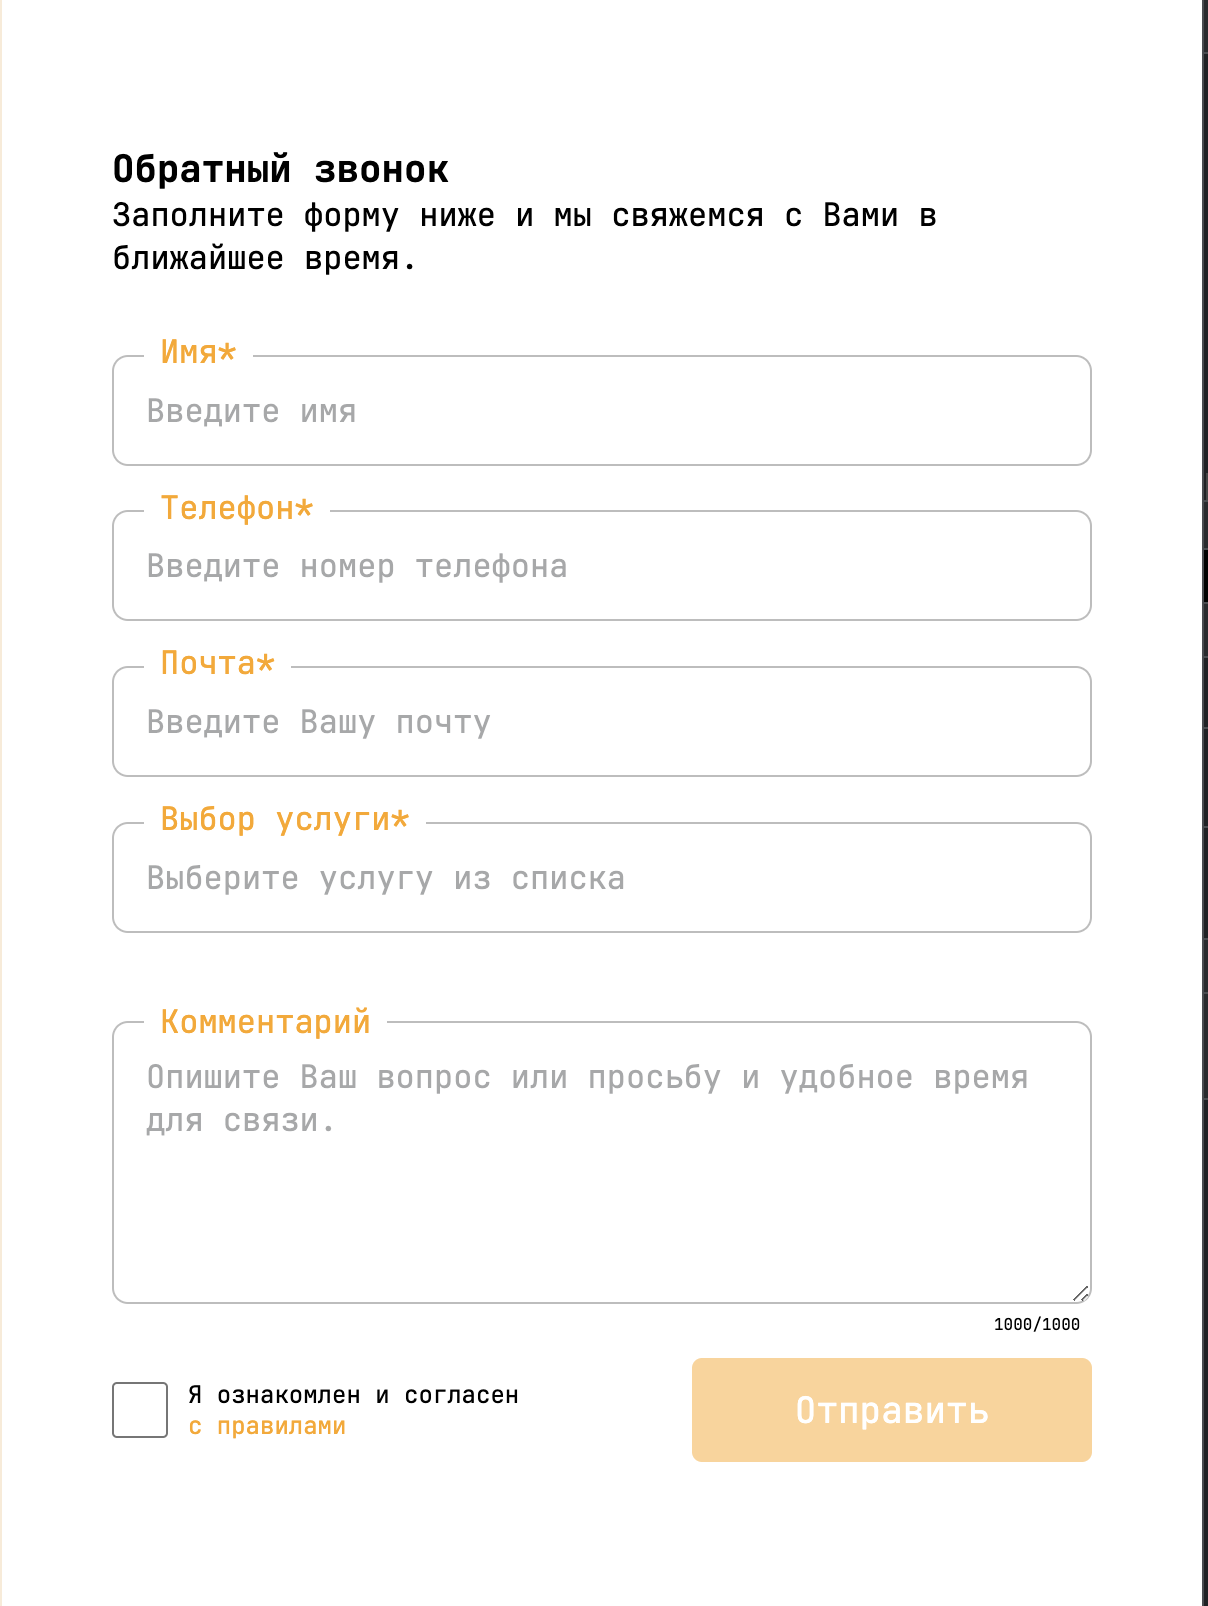 Обратный звонок
Заполните форму ниже и мы свяжемся с Вами в
ближайшее время.
Имя*
Введите имя
Телефон*
Введите номер телефона
Почта*
Введите Вашу почту
Выбор услуги*
Выберите услугу из списка
Комментарий
Опишите Ваш вопрос или просьбу и удобное время
для связи.
1000/1000
Я ознакомлен и согласен
с правилами
Отправить